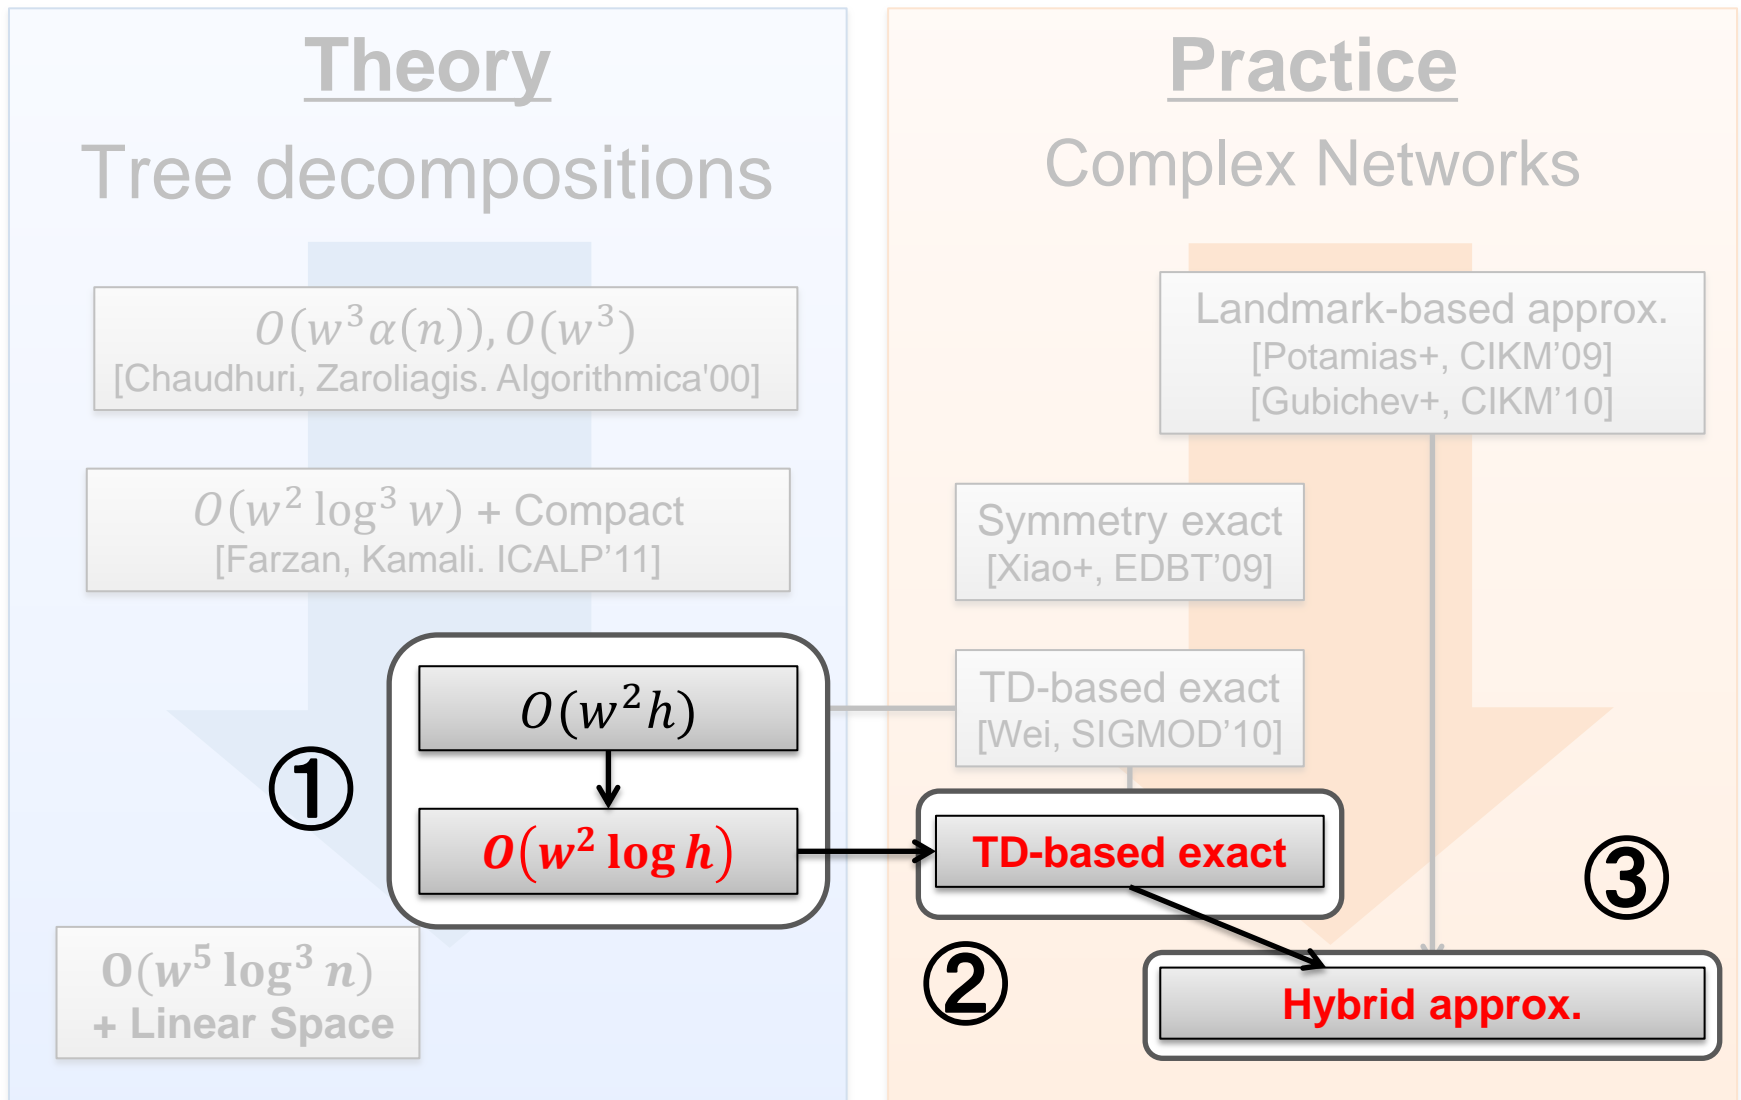 Theory
Tree decompositions
O(w³α(n)), O(w³)
[Chaudhuri, Zaroliagis. Algorithmica'00]
O(w² log³ w) + Compact
[Farzan, Kamali. ICALP’11]
①
O(w²h)
O(w² log h)
O(w⁵ log³ n)
+ Linear Space
Practice
Complex Networks
Landmark-based approx.
[Potamias+, CIKM’09]
[Gubichev+, CIKM’10]
Symmetry exact
[Xiao+, EDBT’09]
TD-based exact
[Wei, SIGMOD’10]
TD-based exact
②
③
Hybrid approx.